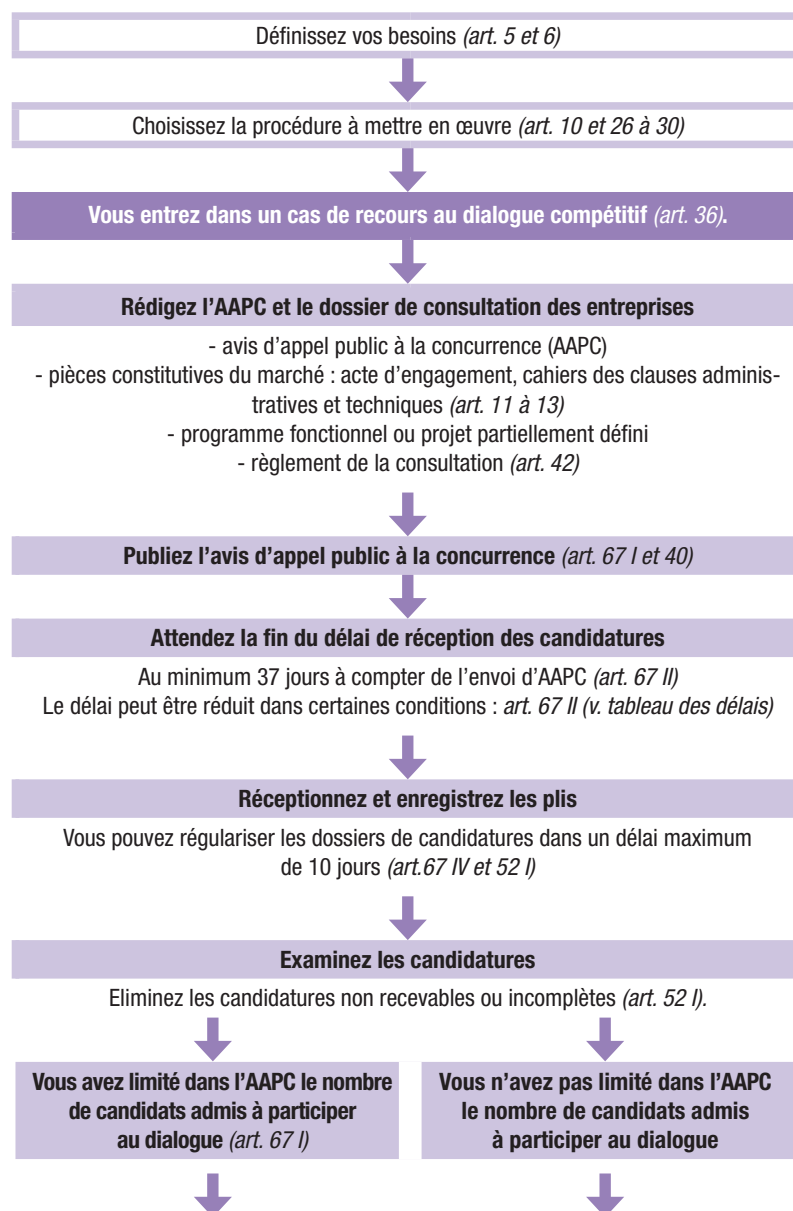 Définissez vos besoins (art. 5 et 6)
Choisissez la procédure à mettre en œuvre (art. 10 et 26 à 30)
Vous entrez dans un cas de recours au dialogue compétitif (art. 36).
Rédigez l’AAPC et le dossier de consultation des entreprises
- avis d’appel public à la concurrence (AAPC)
- pièces constitutives du marché : acte d’engagement, cahiers des clauses adminis-
tratives et techniques (art. 11 à 13)
- programme fonctionnel ou projet partiellement défini
- règlement de la consultation (art. 42)
Publiez l’avis d’appel public à la concurrence (art. 67 I et 40)
Attendez la fin du délai de réception des candidatures
Au minimum 37 jours à compter de l’envoi d’AAPC (art. 67 II)
Le délai peut être réduit dans certaines conditions : art. 67 II (v. tableau des délais)
Réceptionnez et enregistrez les plis
Vous pouvez régulariser les dossiers de candidatures dans un délai maximum
de 10 jours (art.67 IV et 52 I)
Examinez les candidatures
Eliminez les candidatures non recevables ou incomplètes (art. 52 I).
Vous avez limité dans l’AAPC le nombre
de candidats admis à participer
au dialogue (art. 67 I)
Vous n’avez pas limité dans l’AAPC
le nombre de candidats admis
à participer au dialogue